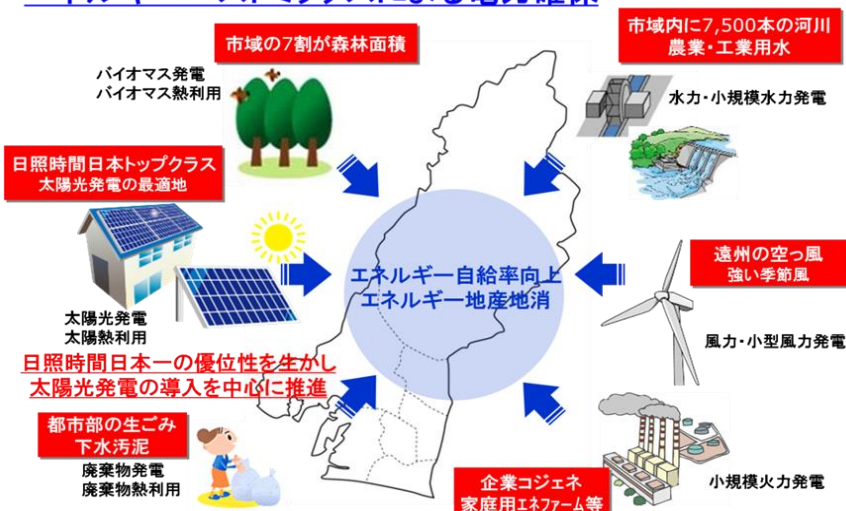 市域の7割が森林面積
バイオマス発電
バイオマス熱利用
市域内に7,500本の河川
農業・工業用水
水力・小規模水力発電
日照時間日本トップクラス
太陽光発電の最適地
太陽光発電
太陽熱利用
エネルギー自給率向上
エネルギー地産地消
遠州の空っ風
強い季節風
風力・小型風力発電
日照時間日本一の優位性を生かし
太陽光発電の導入を中心に推進
都市部の生ごみ
下水汚泥
廃棄物発電
廃棄物熱利用
企業コジェネ
家庭用エネファーム等
小規模火力発電